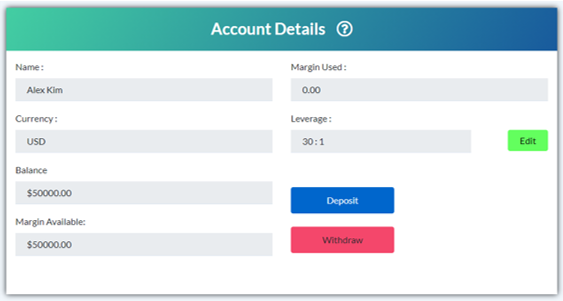 Account Details ?
Name :
Alex Kim
Currency :
USD
Balance
$50000.00
Margin Available:
$50000.00
Margin Used :
0.00
Leverage :
30 : 1
Edit
Deposit
Withdraw